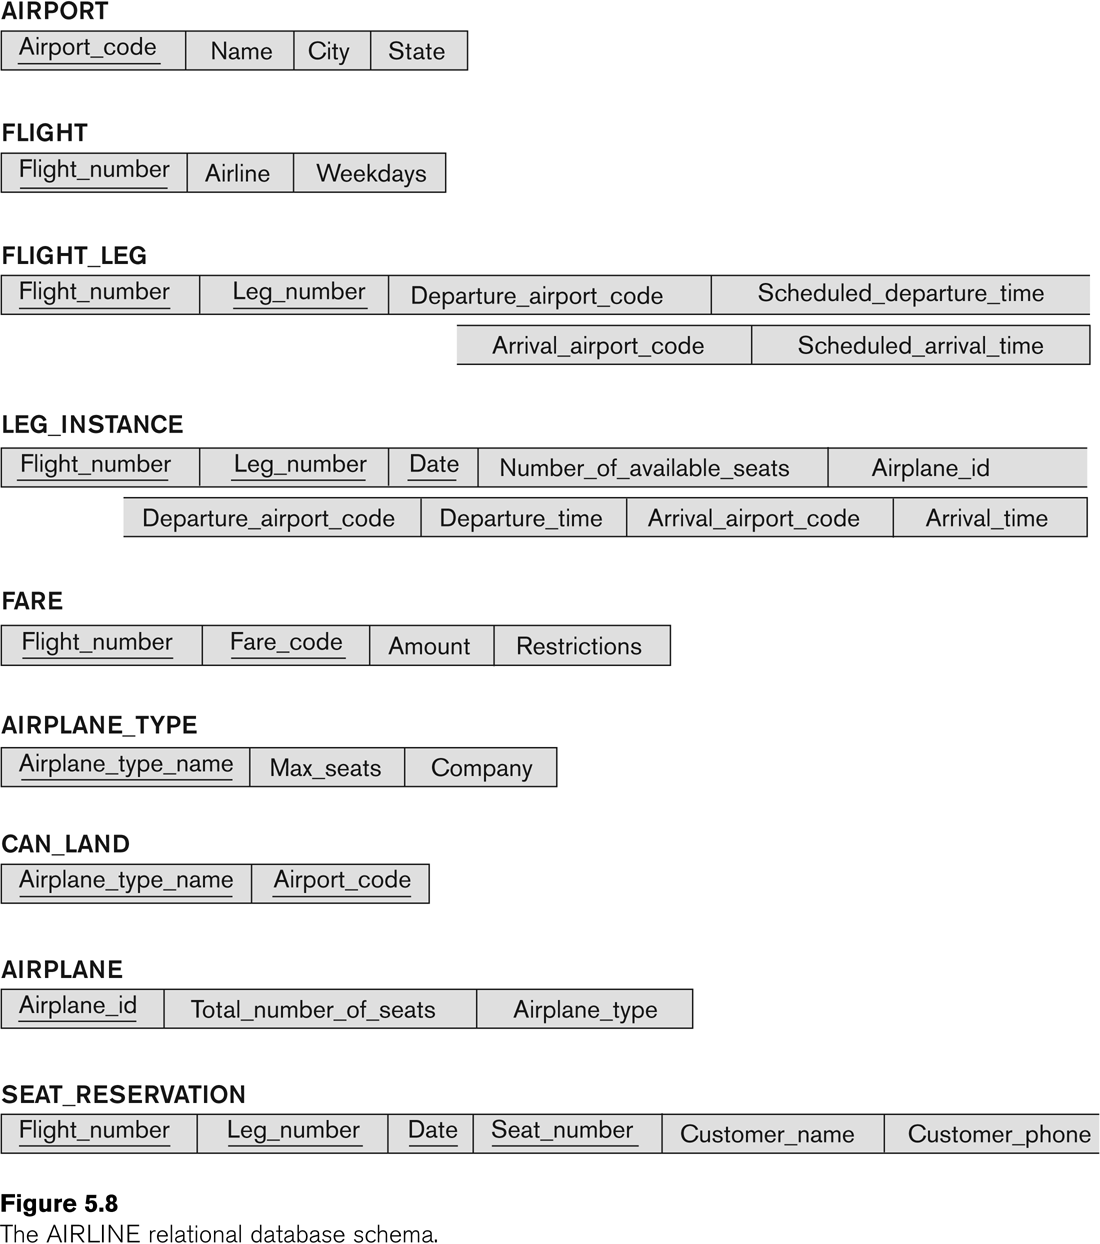 AIRPORT
Airport_code Name City State
FLIGHT
Flight_number Airline Weekdays
FLIGHT_LEG
Flight_number Leg_number Departure_airport_code Scheduled_departure_time
Arrival_airport_code Scheduled_arrival_time
LEG_INSTANCE
Flight_number Leg_number Date Number_of_available_seats Airplane_id
Departure_airport_code Departure_time Arrival_airport_code Arrival_time
FARE
Flight_number Fare_code Amount Restrictions
AIRPLANE_TYPE
Airplane_type_name Max_seats Company
CAN_LAND
Airplane_type_name Airport_code
AIRPLANE
Airplane_id Total_number_of_seats Airplane_type
SEAT_RESERVATION
Flight_number Leg_number Date Seat_number Customer_name Customer_phone
Figure 5.8
The AIRLINE relational database schema.